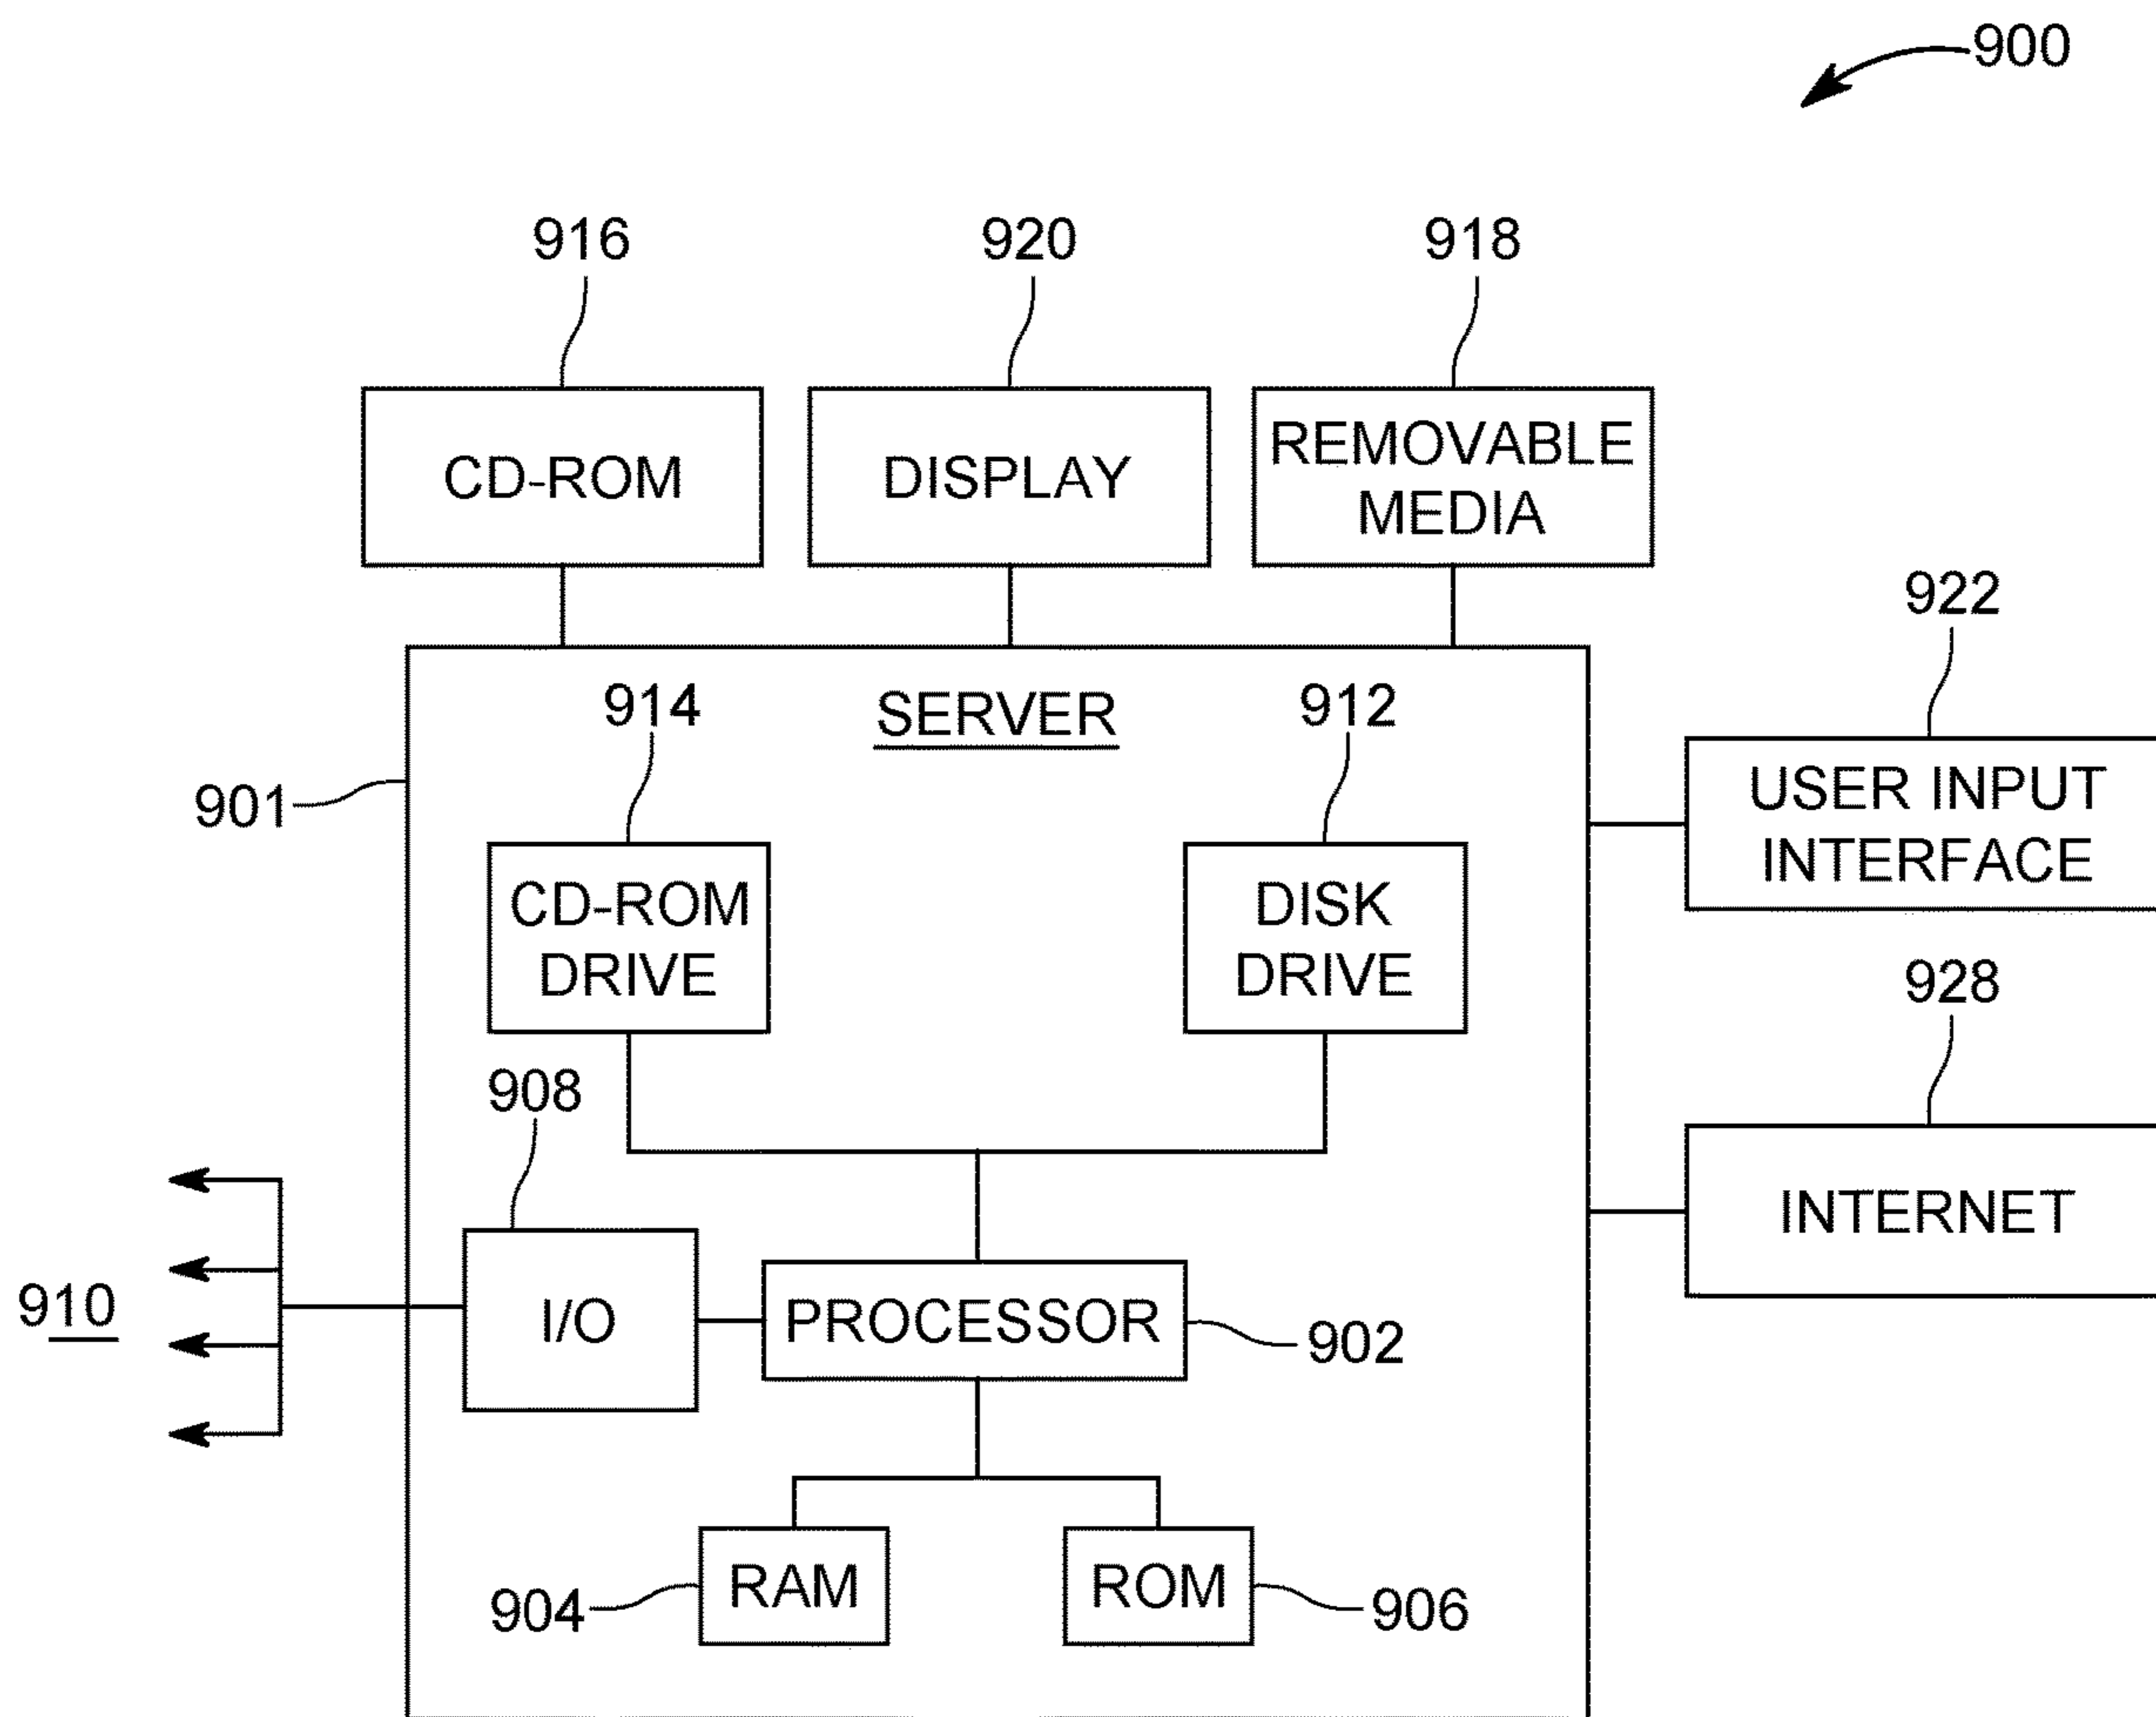 900
916
920
918
CD-ROM
DISPLAY
REMOVABLE
MEDIA
922
914
SERVER
912
901
USER INPUT
INTERFACE
CD-ROM
DRIVE
DISK
DRIVE
928
908
INTERNET
910
I/O
PROCESSOR
902
RAM
ROM
904
906